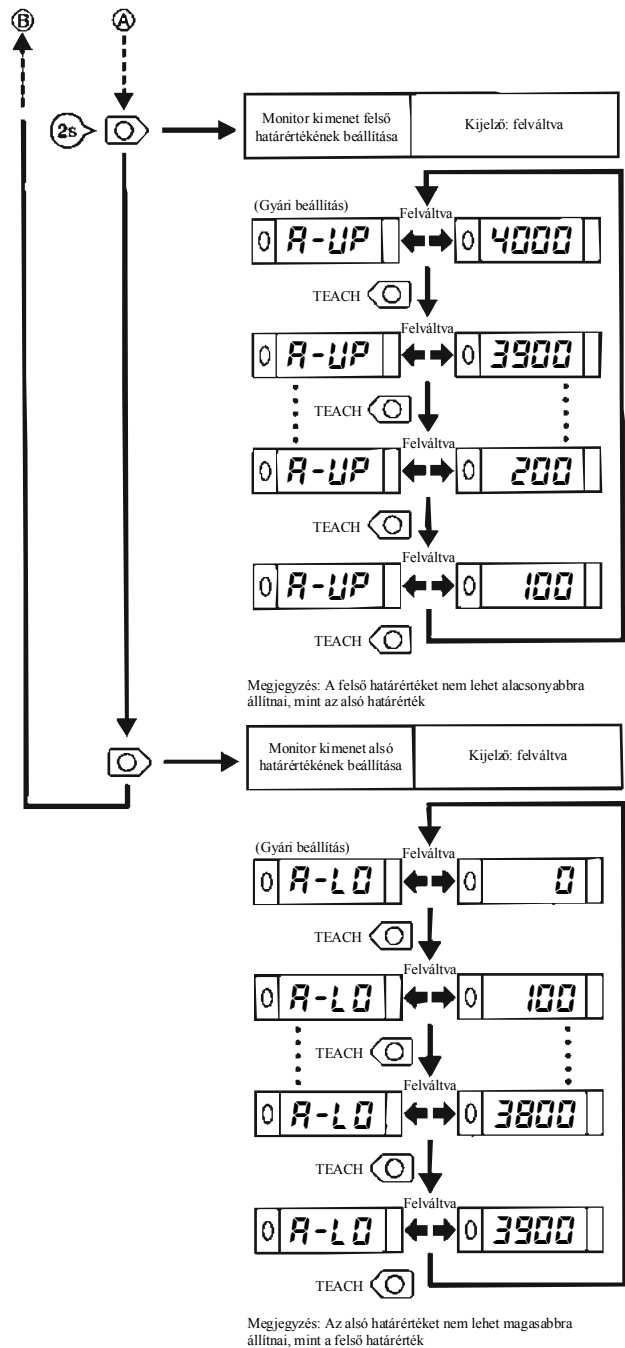 B A
2s
Monitor kimenet felső
határértékének beállítása
Kijelző: felváltva
(Gyári beállítás)
Felváltva
0 A-UP 0 4000
TEACH
Felváltva
0 A-UP 0 3900
TEACH
Felváltva
0 A-UP 0 200
TEACH
Felváltva
0 A-UP 0 100
TEACH
Megjegyzés: A felső határértéket nem lehet alacsonyabbra
állítnai, mint az alsó határérték
Monitor kimenet alsó
határértékének beállítása
Kijelző: felváltva
(Gyári beállítás)
Felváltva
0 A-LO 0 0
TEACH
Felváltva
0 A-LO 0 100
TEACH
Felváltva
0 A-LO 0 3800
TEACH
Felváltva
0 A-LO 0 3900
TEACH
Megjegyzés: Az alsó határértéket nem lehet magasabbra
állítnai, mint a felső határérték